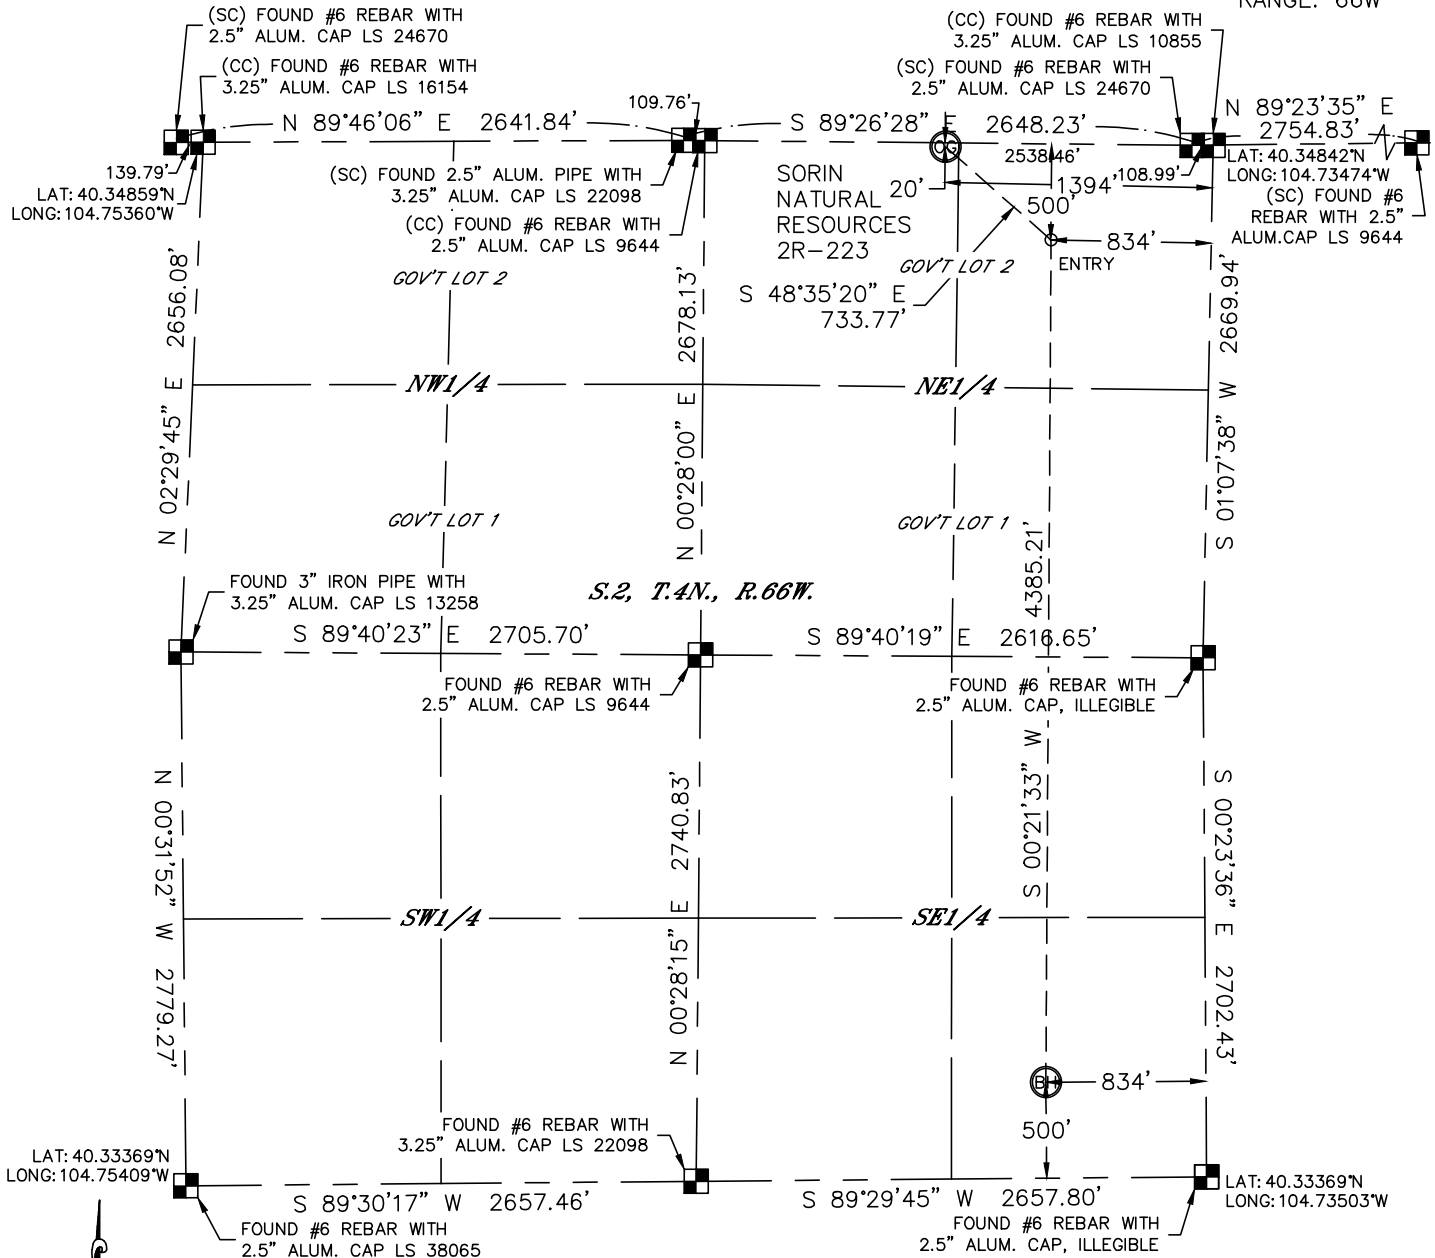 RANGE: 66W
(SC) FOUND #6 REBAR WITH
2.5" ALUM. CAP LS 24670
(CC) FOUND #6 REBAR WITH
3.25" ALUM. CAP LS 16154
(CC) FOUND #6 REBAR WITH
3.25" ALUM. CAP LS 10855
(SC) FOUND #6 REBAR WITH
2.5" ALUM. CAP LS 24670
N 89°46'06" E 2641.84'
109.76'
S 89°26'28" E 2648.23'
N 89°23'35" E
2754.83'
139.79'
LAT: 40.34859°N
LONG: 104.75360°W
(SC) FOUND 2.5" ALUM. PIPE WITH
3.25" ALUM. CAP LS 22098
(CC) FOUND #6 REBAR WITH
2.5" ALUM. CAP LS 9644
OG
2538.46'
SORIN
NATURAL
RESOURCES
2R-223
20'
1394'
108.99'
500'
LAT: 40.34842°N
LONG: 104.73474°W
(SC) FOUND #6
REBAR WITH 2.5"
ALUM.CAP LS 9644
834'
ENTRY
GOV'T LOT 2
GOV'T LOT 2
S 48°35'20" E
733.77'
N 02°29'45" E 2656.08'
N 00°28'00" E 2678.13'
S 01°07'38" W 2669.94'
NW1/4
NE1/4
GOV'T LOT 1
GOV'T LOT 1
FOUND 3" IRON PIPE WITH
3.25" ALUM. CAP LS 13258
S.2, T.4N., R.66W.
S 89°40'23" E 2705.70'
S 89°40'19" E 2616.65'
FOUND #6 REBAR WITH
2.5" ALUM. CAP LS 9644
FOUND #6 REBAR WITH
2.5" ALUM. CAP, ILLEGIBLE
S 00°21'33" W 4385.21'
N 00°31'52" W 2779.27'
N 00°28'15" E 2740.83'
S 00°23'36" E 2702.43'
SW1/4
SE1/4
BH
834'
500'
FOUND #6 REBAR WITH
3.25" ALUM. CAP LS 22098
LAT: 40.33369°N
LONG: 104.75409°W
S 89°30'17" W 2657.46'
S 89°29'45" W 2657.80'
LAT: 40.33369°N
LONG: 104.73503°W
FOUND #6 REBAR WITH
2.5" ALUM. CAP LS 38065
FOUND #6 REBAR WITH
2.5" ALUM. CAP, ILLEGIBLE